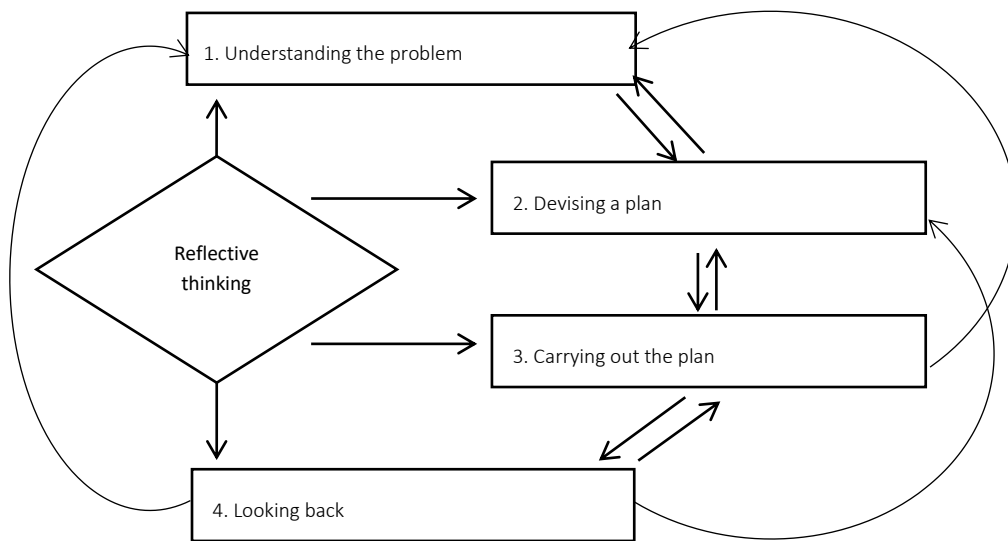 1. Understanding the problem
2. Devising a plan
Reflective
thinking
3. Carrying out the plan
4. Looking back